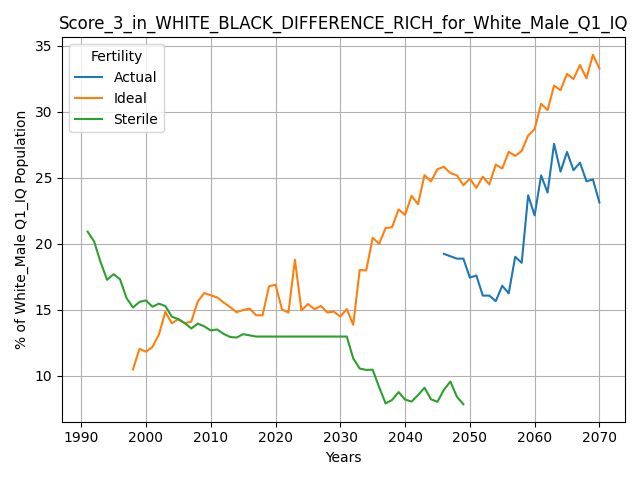 Score_3_in_WHITE_BLACK_DIFFERENCE_RICH_for_White_Male_Q1_IQ
Fertility
Actual
Ideal
Sterile
% of White_Male Q1_IQ Population
35
30
25
20
15
10
1990 2000 2010 2020 2030 2040 2050 2060 2070
Years